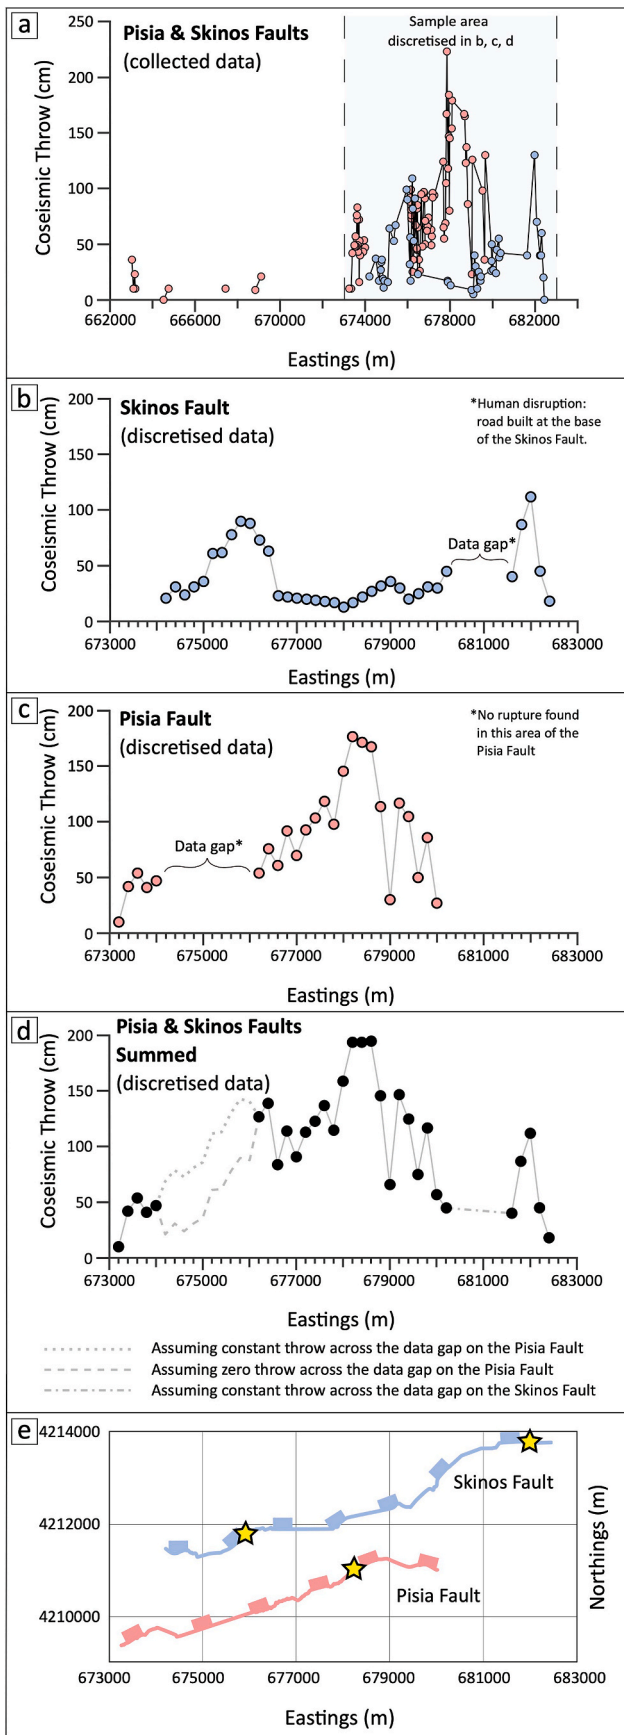 a
Pisia & Skinos Faults
(collected data)
Sample area
discretised in b, c, d
Coseismic Throw (cm)
250
200
150
100
50
0
662000 666000 670000 674000 678000 682000
Eastings (m)
b
Skinos Fault
(discretised data)
*Human disruption:
road built at the base
of the Skinos Fault.
Data gap*
Coseismic Throw (cm)
200
150
100
50
0
673000 675000 677000 679000 681000 683000
Eastings (m)
c
Pisia Fault
(discretised data)
*No rupture found
in this area of the
Pisia Fault
Data gap*
Coseismic Throw (cm)
200
150
100
50
0
673000 675000 677000 679000 681000 683000
Eastings (m)
d
Pisia & Skinos Faults
Summed
(discretised data)
Coseismic Throw (cm)
200
150
100
50
0
673000 675000 677000 679000 681000 683000
Eastings (m)
Assuming constant throw across the data gap on the Pisia Fault
Assuming zero throw across the data gap on the Pisia Fault
Assuming constant throw across the data gap on the Skinos Fault
e
4214000
4212000
4210000
Skinos Fault
Pisia Fault
Northings (m)
673000 675000 677000 679000 681000 683000
Eastings (m)